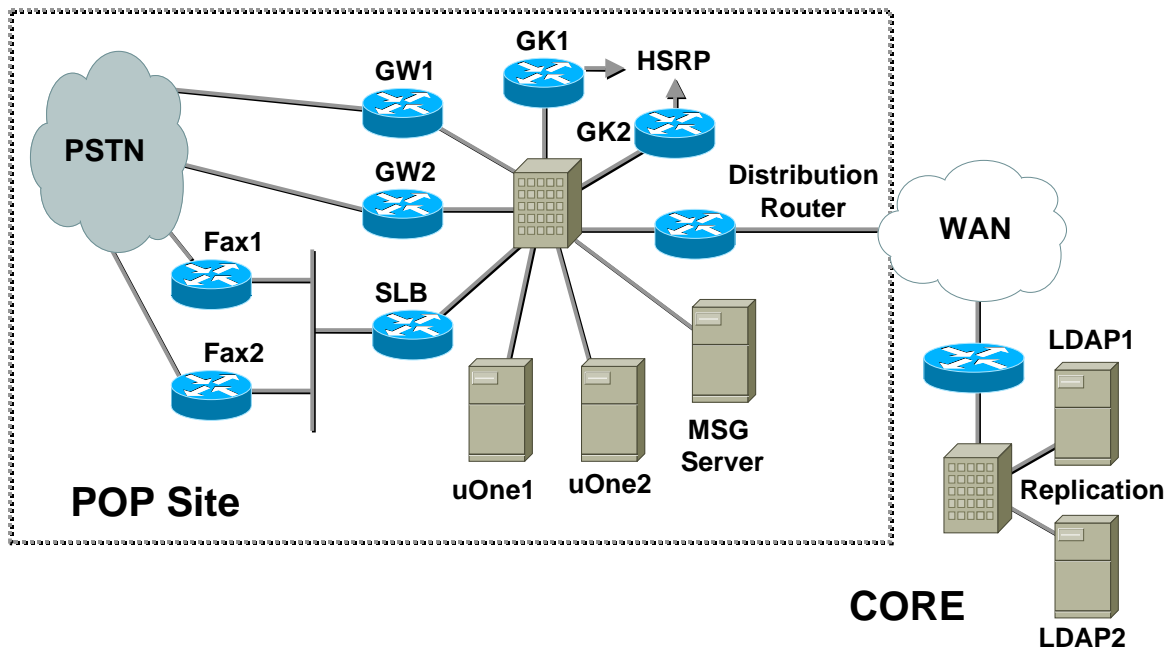 GK1
HSRP
GW1
GK2
PSTN
GW2
Distribution
Router
WAN
Fax1
SLB
Fax2
LDAP1
MSG
Server
uOne1
uOne2
Replication
POP Site
CORE
LDAP2